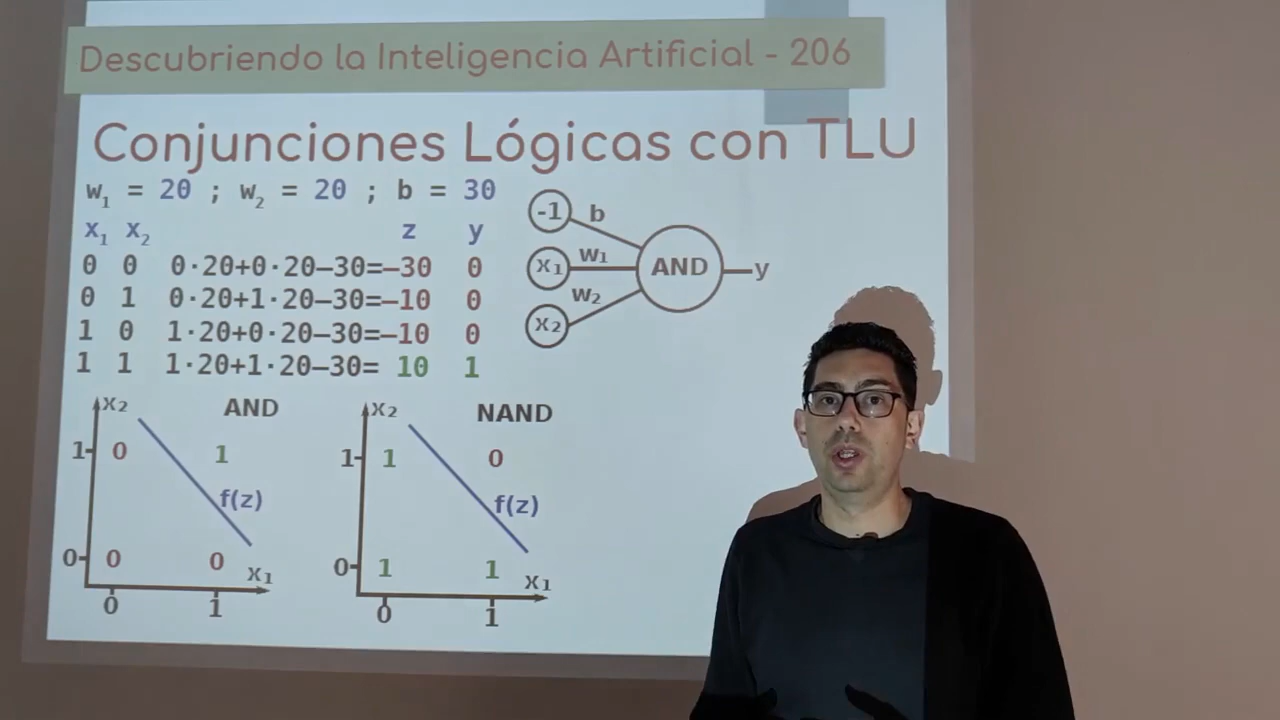 Descubriendo la Inteligencia Artificial - 206
Conjunciones Lógicas con TLU
w₁ = 20 ; w₂ = 20 ; b = 30
x₁ x₂ z y
0 0 0·20+0·20−30=−30 0
0 1 0·20+1·20−30=−10 0
1 0 1·20+0·20−30=−10 0
1 1 1·20+1·20−30= 10 1
-1 b
x₁ w₁ AND y
w₂
x₂
x₂ AND
1 0 1
f(z)
0 0 0 x₁
0 1
x₂ NAND
1 1 0
f(z)
0 1 1 x₁
0 1